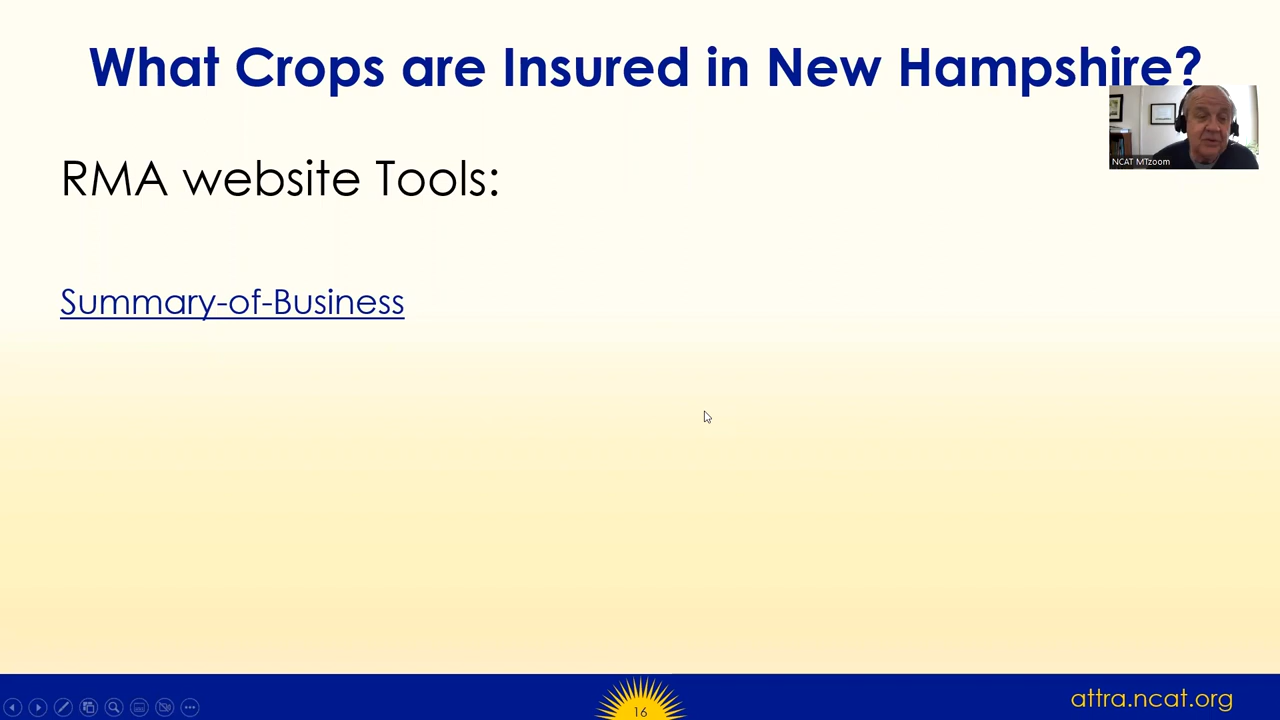 What Crops are Insured in New Hampshire?
NCAT MTzoom
RMA website Tools:
Summary-of-Business
16
attra.ncat.org